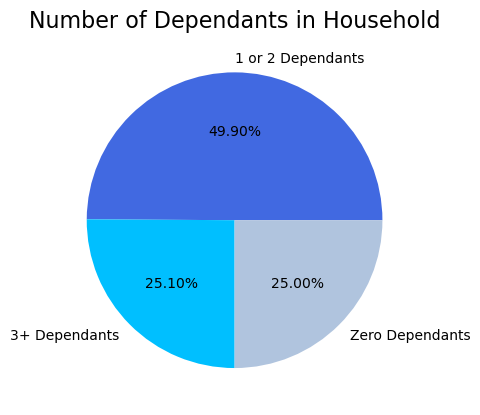 Number of Dependants in Household
1 or 2 Dependants
49.90%
25.10%
25.00%
3+ Dependants
Zero Dependants